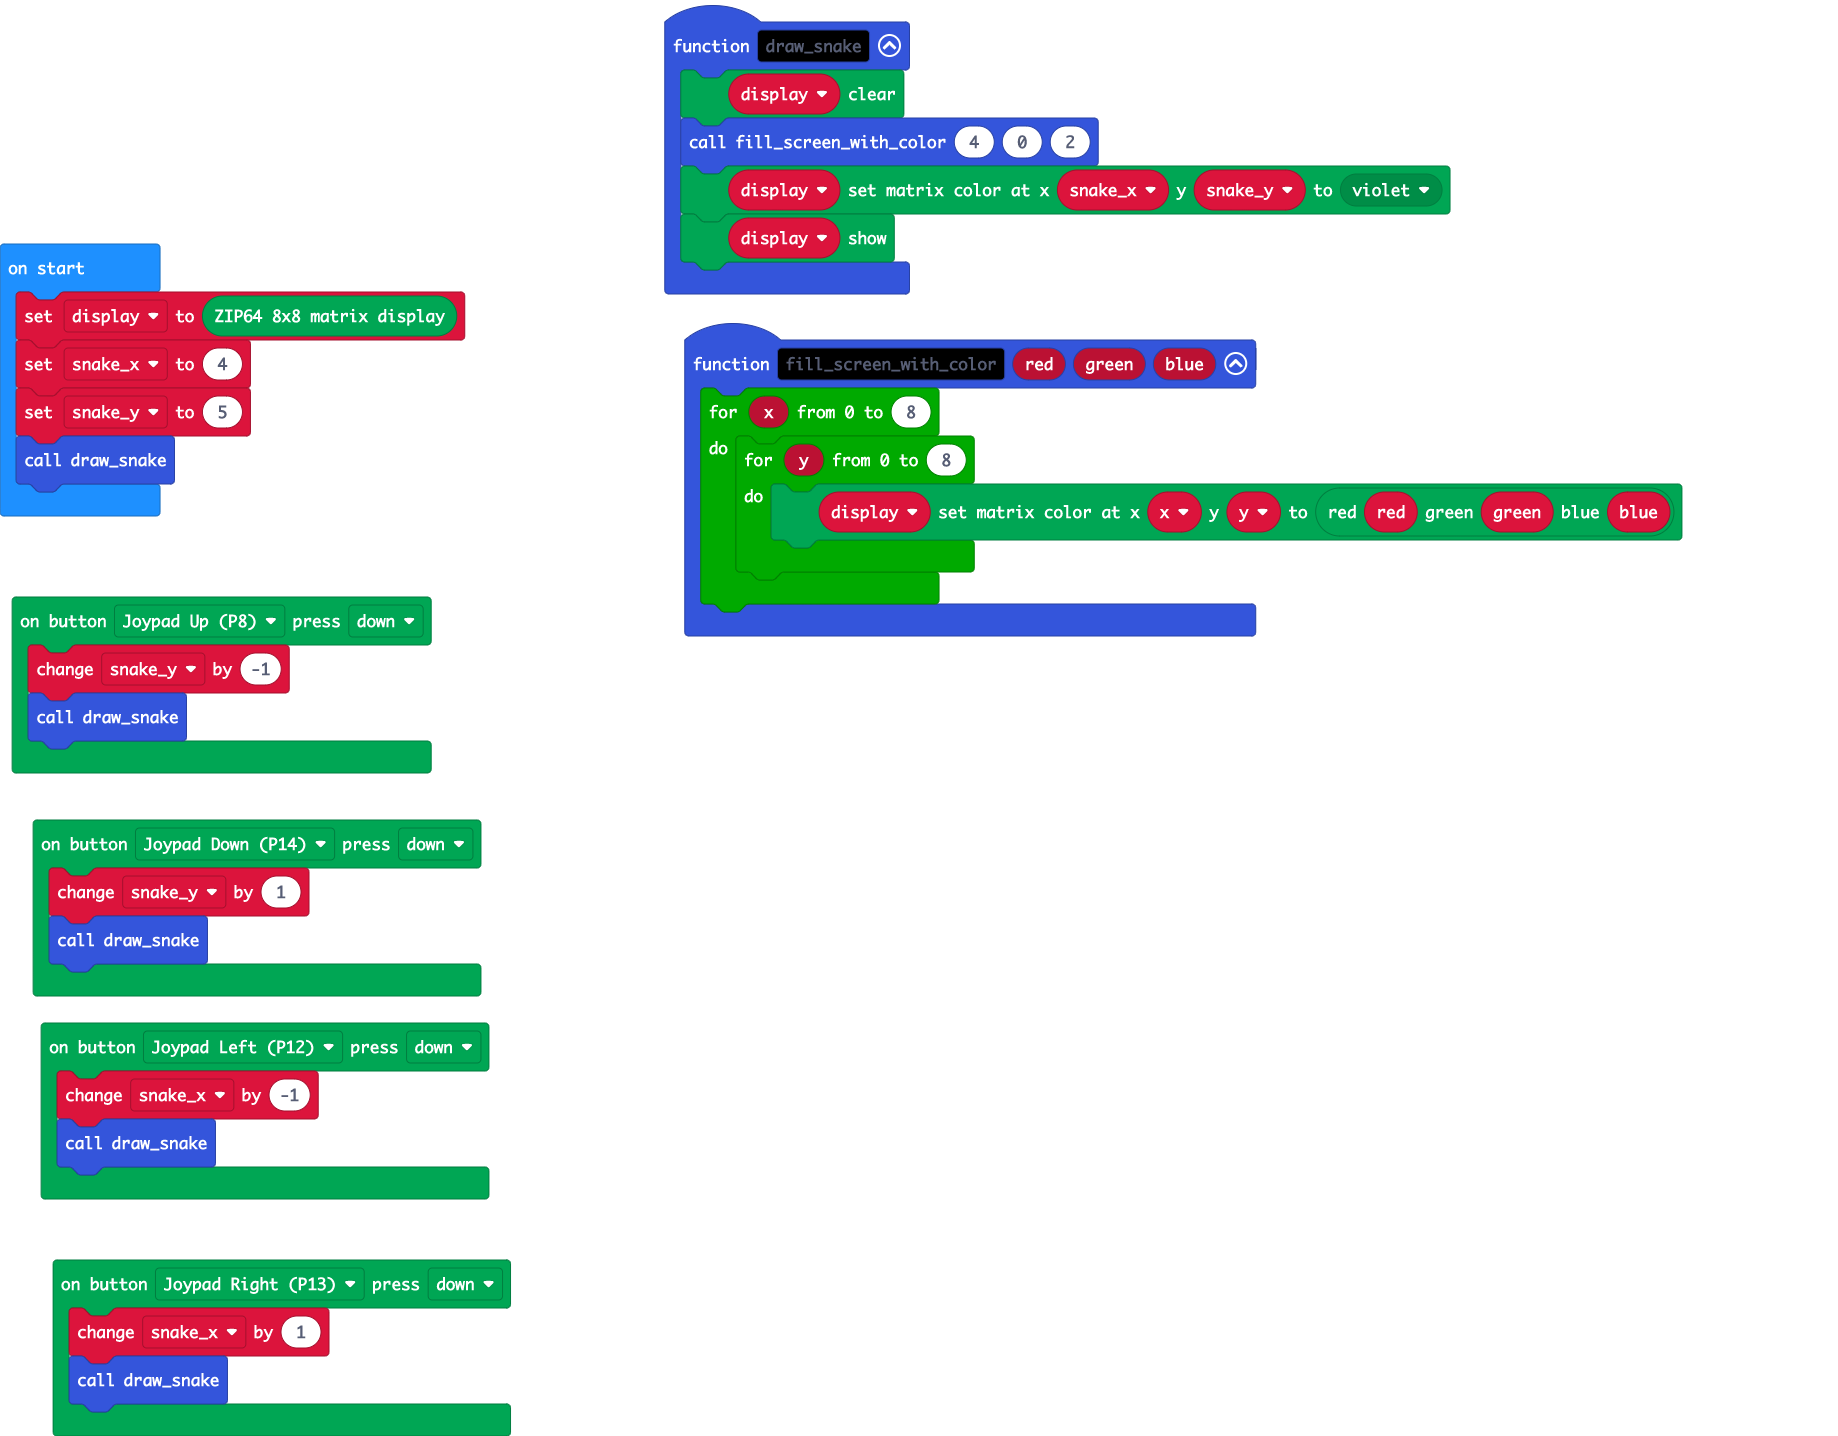 on start
set display to ZIP64 8x8 matrix display
set snake_x to 4
set snake_y to 5
call draw_snake
on button Joypad Up (P8) press down
change snake_y by -1
call draw_snake
on button Joypad Down (P14) press down
change snake_y by 1
call draw_snake
on button Joypad Left (P12) press down
change snake_x by -1
call draw_snake
on button Joypad Right (P13) press down
change snake_x by 1
call draw_snake
function draw_snake
display clear
call fill_screen_with_color 4 0 2
display set matrix color at x snake_x y snake_y to violet
display show
function fill_screen_with_color red green blue
for x from 0 to 8
do
for y from 0 to 8
do
display set matrix color at x x y y to red red green green blue blue